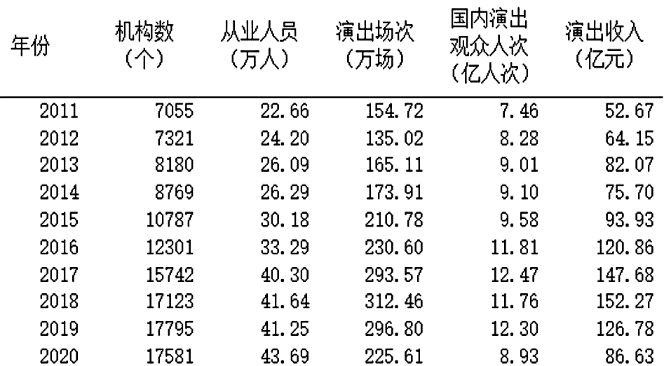 年份 机构数（个） 从业人员（万人） 演出场次（万场） 国内演出观众人次（亿人次） 演出收入（亿元）
2011 7055 22.66 154.72 7.46 52.67
2012 7321 24.20 135.02 8.28 64.15
2013 8180 26.09 165.11 9.01 82.07
2014 8769 26.29 173.91 9.10 75.70
2015 10787 30.18 210.78 9.58 93.93
2016 12301 33.29 230.60 11.81 120.86
2017 15742 40.30 293.57 12.47 147.68
2018 17123 41.64 312.46 11.76 152.27
2019 17795 41.25 296.80 12.30 126.78
2020 17581 43.69 225.61 8.93 86.63